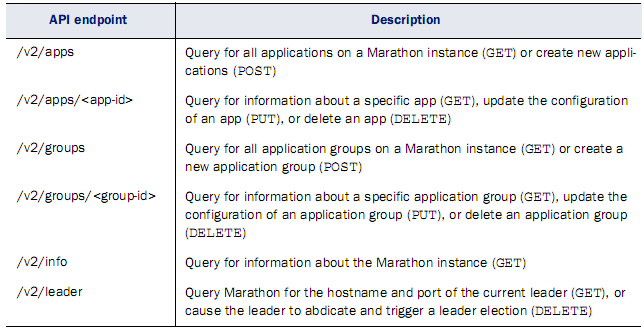 API endpoint Description
/v2/apps Query for all applications on a Marathon instance (GET) or create new appli-
cations (POST)
/v2/apps/<app-id> Query for information about a specific app (GET), update the configuration
of an app (PUT), or delete an app (DELETE)
/v2/groups Query for all application groups on a Marathon instance (GET) or create a
new application group (POST)
/v2/groups/<group-id> Query for information about a specific application group (GET), update the
configuration of an application group (PUT), or delete an application group
(DELETE)
/v2/info Query for information about the Marathon instance (GET)
/v2/leader Query Marathon for the hostname and port of the current leader (GET), or
cause the leader to abdicate and trigger a leader election (DELETE)